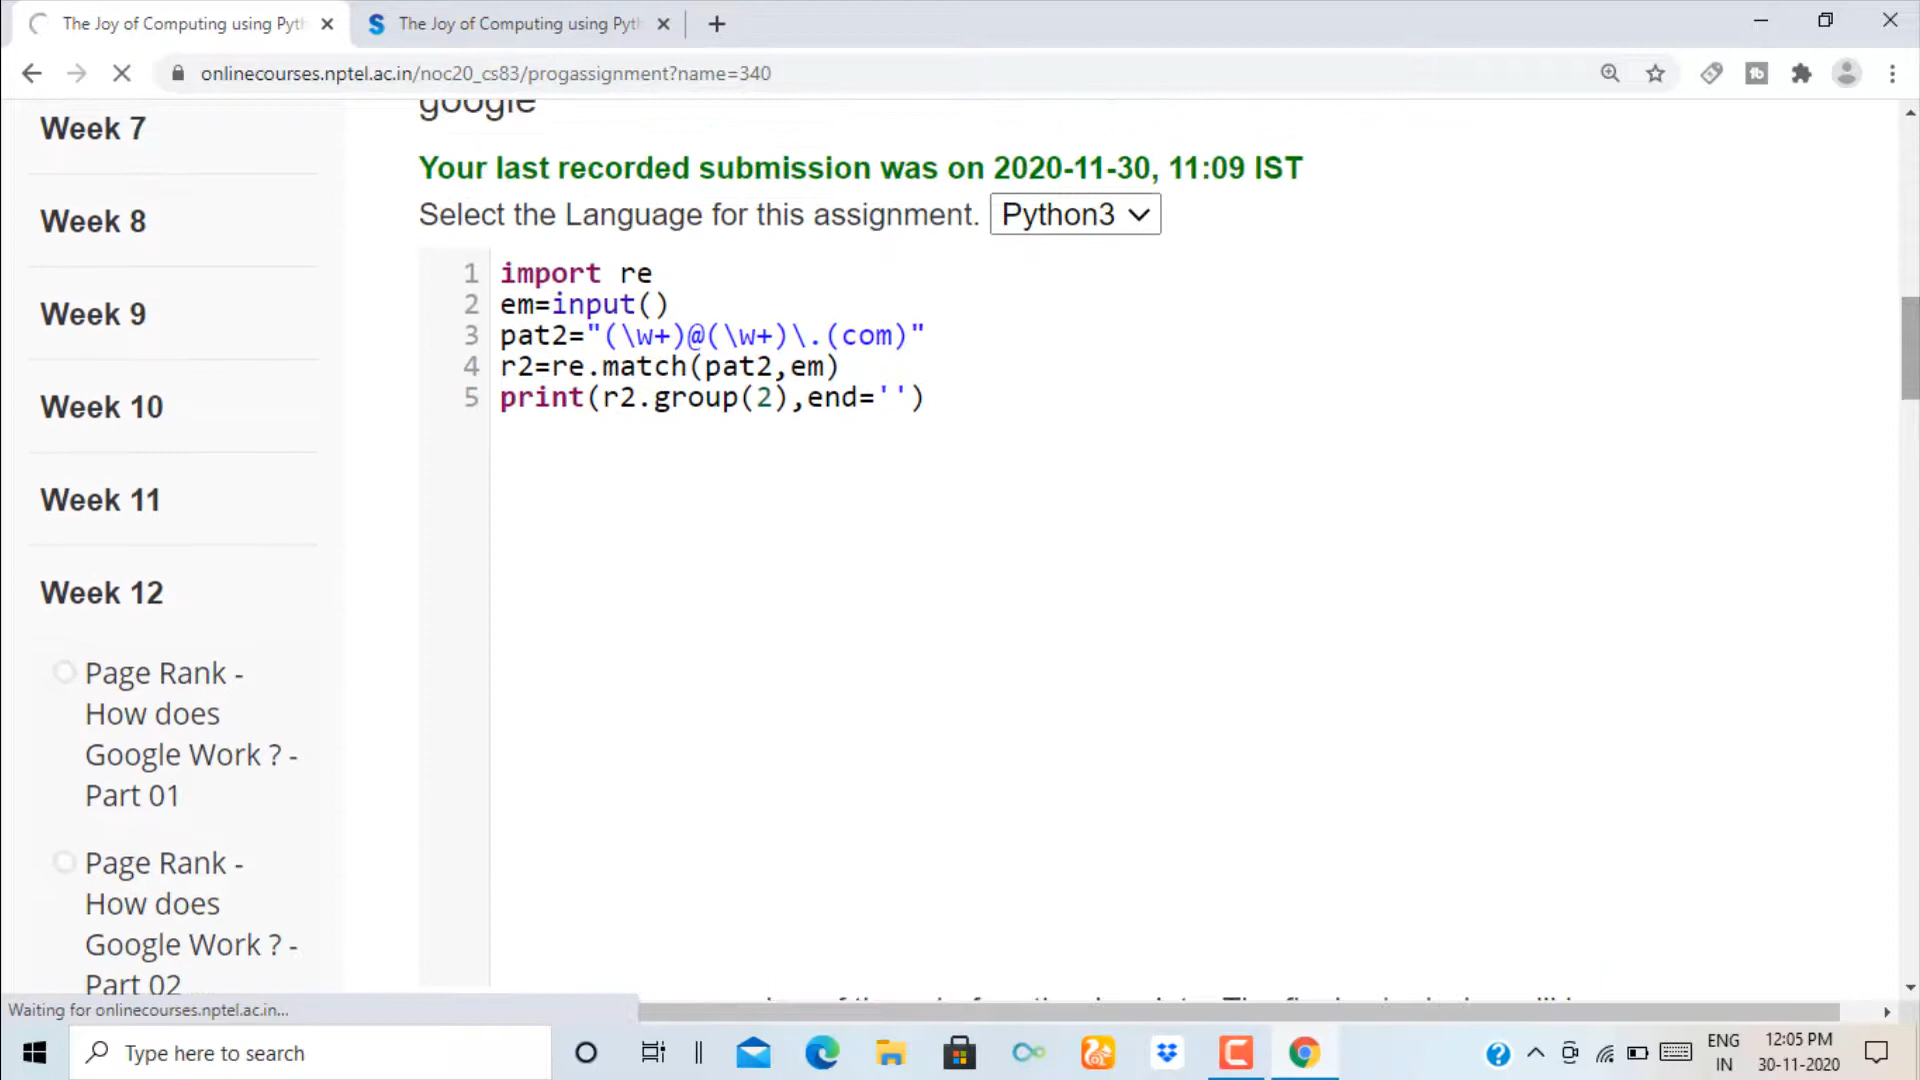 The Joy of Computing using Pyth
The Joy of Computing using Pyth
onlinecourses.nptel.ac.in/noc20_cs83/progassignment?name=340
google
Week 7
Week 8
Week 9
Week 10
Week 11
Week 12
Page Rank -
How does
Google Work ? -
Part 01
Page Rank -
How does
Google Work ? -
Part 02
Your last recorded submission was on 2020-11-30, 11:09 IST
Select the Language for this assignment. Python3
1 import re
2 em=input()
3 pat2="(\w+)@(\w+)\.(com)"
4 r2=re.match(pat2,em)
5 print(r2.group(2),end='')
Waiting for onlinecourses.nptel.ac.in...
Type here to search
ENG
IN
12:05 PM
30-11-2020